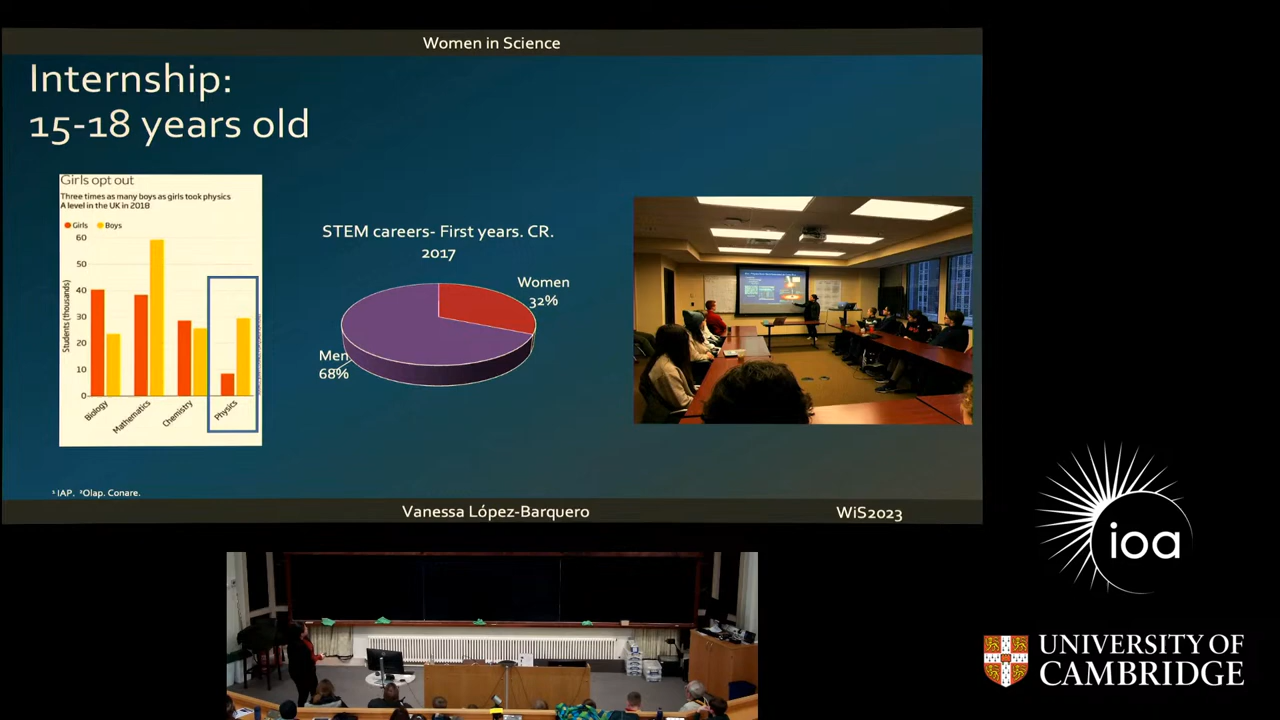 Women in Science
Internship:
15-18 years old
Girls opt out
Three times as many boys as girls took physics
A level in the UK in 2018
Girls Boys
60
50
40
30
20
10
0
Students (thousands)
Biology
Mathematics
Chemistry
Physics
STEM careers- First years. CR.
2017
Women
32%
Men
68%
¹ IAP. ²Olap. Conare.
Vanessa López-Barquero
WiS2023
ioa
UNIVERSITY OF
CAMBRIDGE